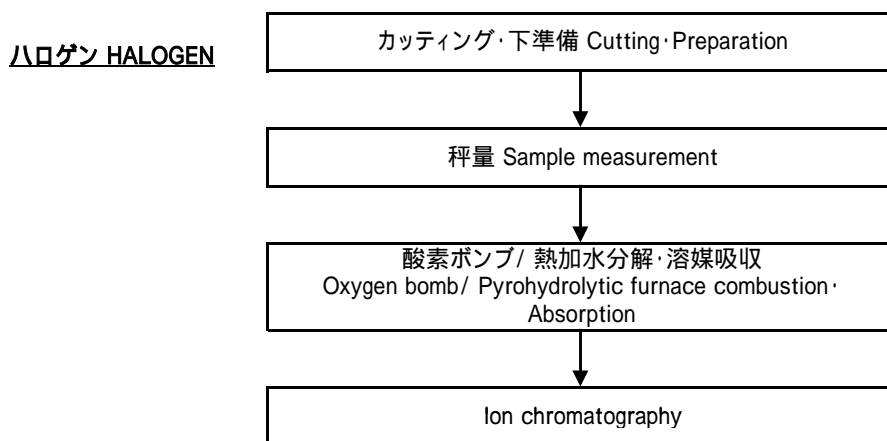 ハロゲン HALOGEN
カッティング･下準備 Cutting･Preparation
秤量 Sample measurement
酸素ボンブ/ 熱加水分解･溶媒吸収
Oxygen bomb/ Pyrohydrolytic furnace combustion･
Absorption
Ion chromatography